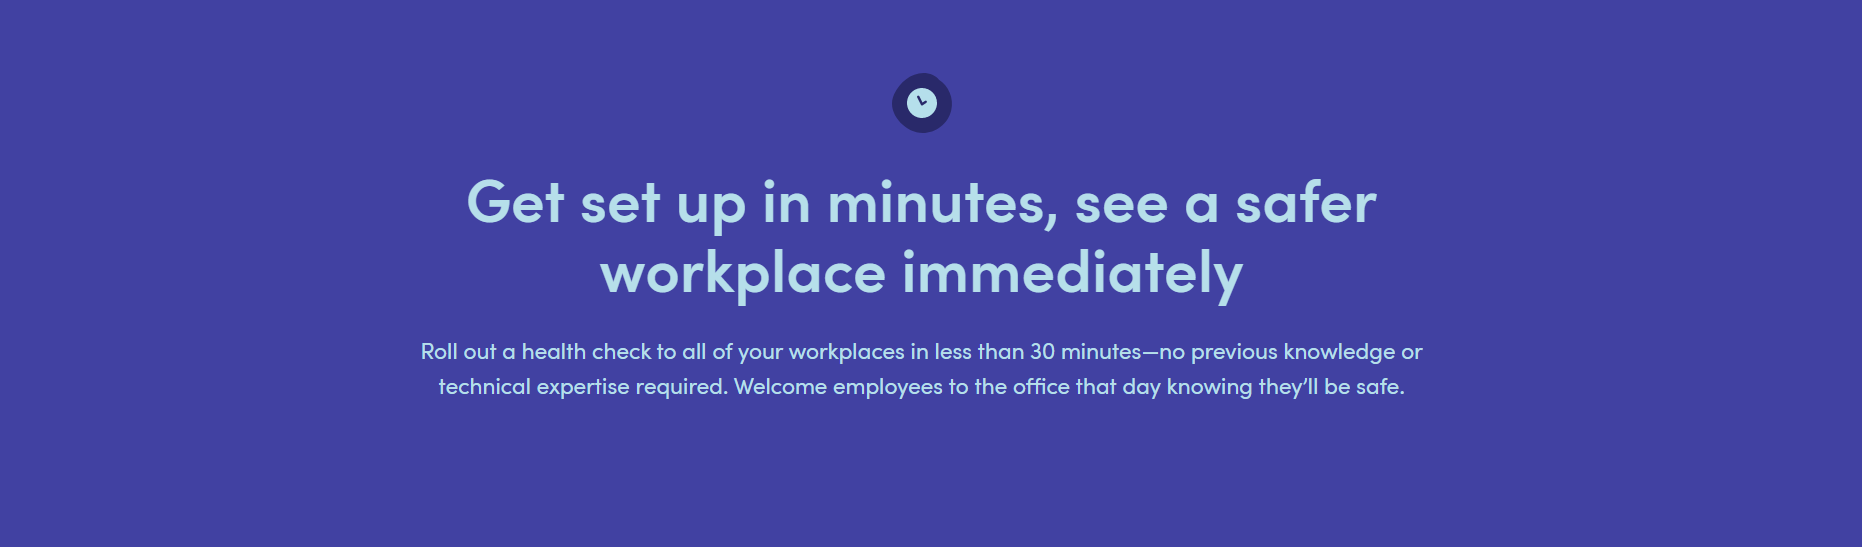 Get set up in minutes, see a safer
workplace immediately
Roll out a health check to all of your workplaces in less than 30 minutes—no previous knowledge or
technical expertise required. Welcome employees to the office that day knowing they’ll be safe.